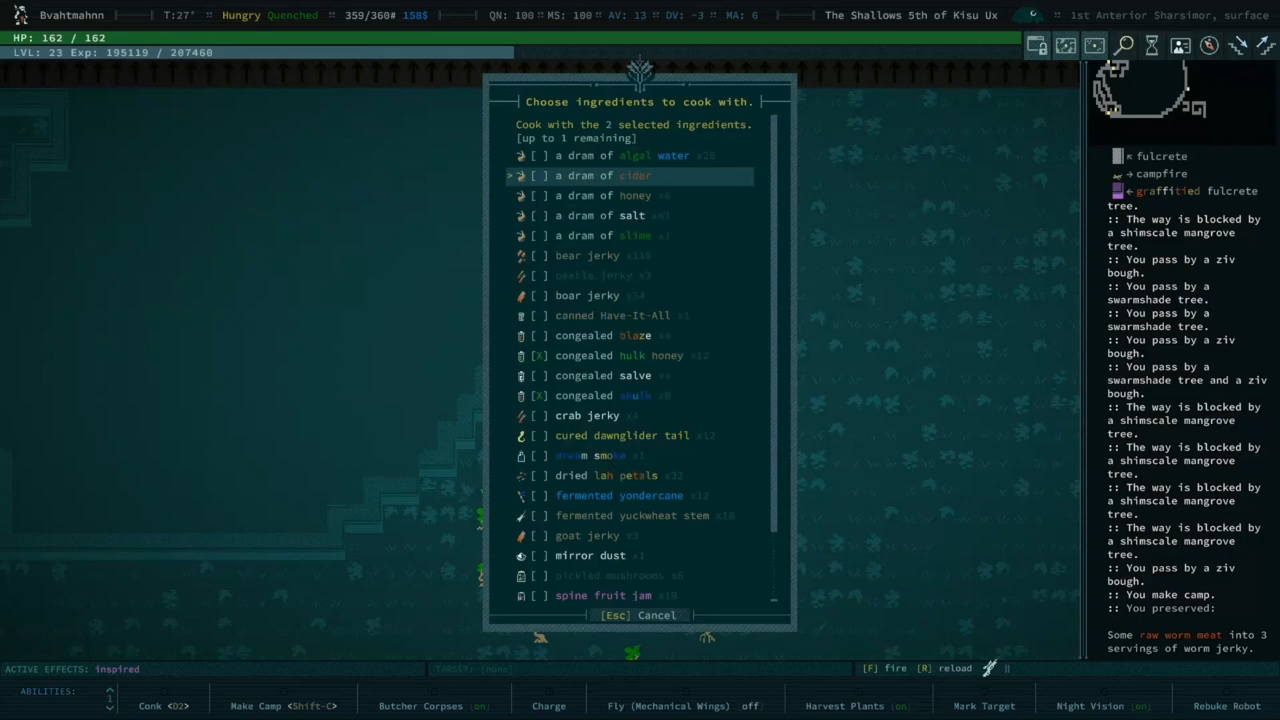 Bvahtmahnn T:27° :: Hungry Quenched :: 359/360# 158$ QN: 100 :: MS: 100 :: AV: 13 :: DV: -3 :: MA: 6 The Shallows 5th of Kisu Ux :: 1st Anterior Sharsimor, surface
HP: 162 / 162
LVL: 23 Exp: 195119 / 207460
Choose ingredients to cook with.
Cook with the 2 selected ingredients.
[up to 1 remaining]
[ ] a dram of algal water x26
> [ ] a dram of cider
[ ] a dram of honey x6
[ ] a dram of salt
[ ] a dram of slime x1
[ ] bear jerky x119
jerky x3
[ ] boar jerky x34
[ ] canned Have-It-All x1
[ ] congealed blaze
[X] congealed hulk honey x12
[ ] congealed salve
[X] congealed skulk x8
[ ] crab jerky x4
[ ] cured dawnglider tail x12
[ ] dream smoke x1
[ ] dried lah petals x32
[ ] fermented yondercane x12
[ ] fermented yuckwheat stem x18
[ ] goat jerky x3
[ ] mirror dust x1
[ ] pickled mushrooms x6
[ ] spine fruit jam x19
[Esc] Cancel
fulcrete
campfire
graffitied fulcrete
tree.
:: The way is blocked by
a shimscale mangrove
tree.
:: You pass by a ziv
bough.
:: You pass by a
swarmshade tree.
:: You pass by a
swarmshade tree.
:: You pass by a ziv
bough.
:: You pass by a
swarmshade tree and a ziv
bough.
:: The way is blocked by
a shimscale mangrove
tree.
:: The way is blocked by
a shimscale mangrove
tree.
:: The way is blocked by
a shimscale mangrove
tree.
:: The way is blocked by
a shimscale mangrove
tree.
:: You pass by a ziv
bough.
:: You make camp.
:: You preserved:
Some raw worm meat into 3
servings of worm jerky.
ACTIVE EFFECTS: inspired TARGET: [none] [F] fire [R] reload
ABILITIES: 1 Conk <D2> Make Camp <Shift-C> Butcher Corpses [on] Charge Fly (Mechanical Wings) off Harvest Plants [on] Mark Target Night Vision [on] Rebuke Robot